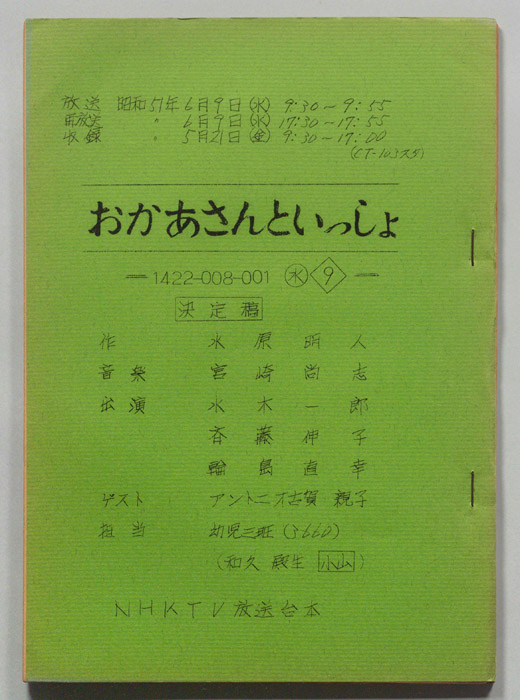 放送 昭和51年6月9日(水) 9:30〜9:55
再放送 〃 6月9日(水) 17:30〜17:55
収録 〃 5月21日(金) 9:30〜17:00
(CT-103スタ)
おかあさんといっしょ
—1422-008-001 水 9 —
決定稿
作 水原明人
音楽 宮崎尚志
出演 水木一郎
斉藤伸子
輪島直幸
ゲスト アントニオ古賀 親子
担当 幼児三班(3660)
(和久 殿生 小山)
NHKTV放送台本